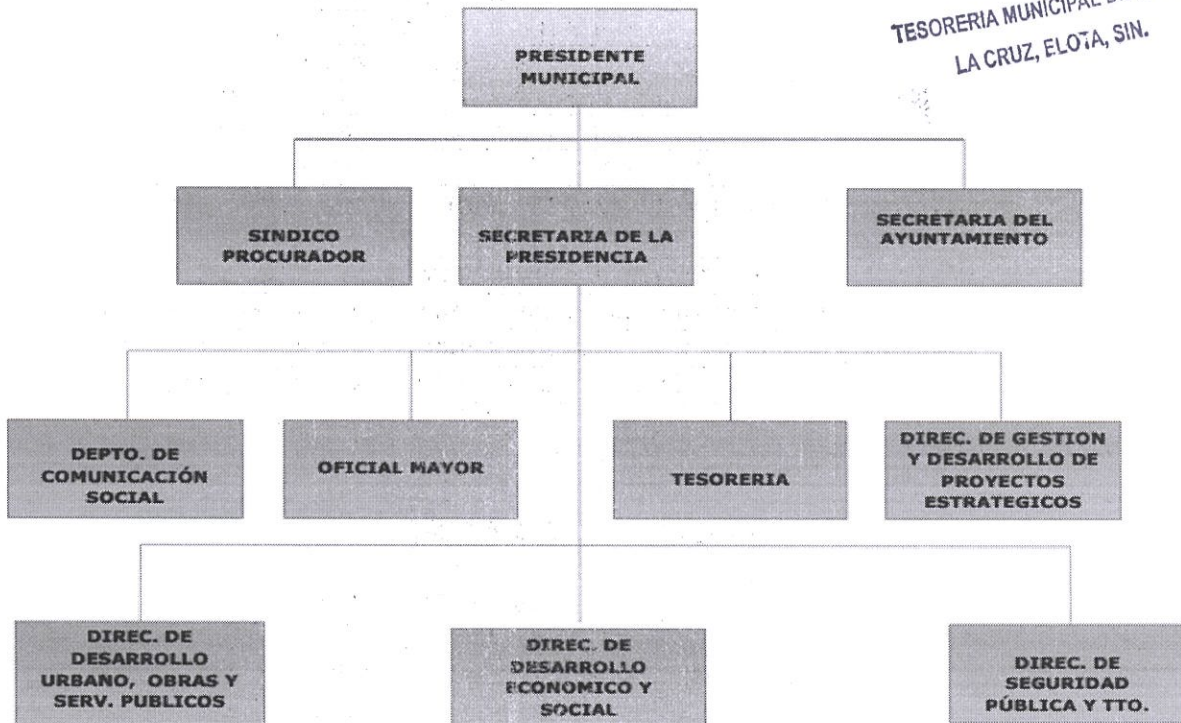 TESORERIA MUNICIPAL
LA CRUZ, ELOTA, SIN.
PRESIDENTE
MUNICIPAL
SINDICO
PROCURADOR
SECRETARIA DE LA
PRESIDENCIA
SECRETARIA DEL
AYUNTAMIENTO
DEPTO. DE
COMUNICACIÓN
SOCIAL
OFICIAL MAYOR
TESORERIA
DIREC. DE GESTION
Y DESARROLLO DE
PROYECTOS
ESTRATEGICOS
DIREC. DE
DESARROLLO
URBANO, OBRAS Y
SERV. PUBLICOS
DIREC. DE
DESARROLLO
ECONOMICO Y
SOCIAL
DIREC. DE
SEGURIDAD
PÚBLICA Y TTO.